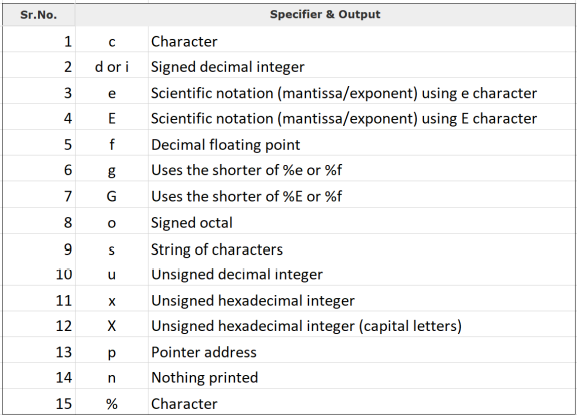 Sr.No. Specifier & Output
1 c Character
2 d or i Signed decimal integer
3 e Scientific notation (mantissa/exponent) using e character
4 E Scientific notation (mantissa/exponent) using E character
5 f Decimal floating point
6 g Uses the shorter of %e or %f
7 G Uses the shorter of %E or %f
8 o Signed octal
9 s String of characters
10 u Unsigned decimal integer
11 x Unsigned hexadecimal integer
12 X Unsigned hexadecimal integer (capital letters)
13 p Pointer address
14 n Nothing printed
15 % Character